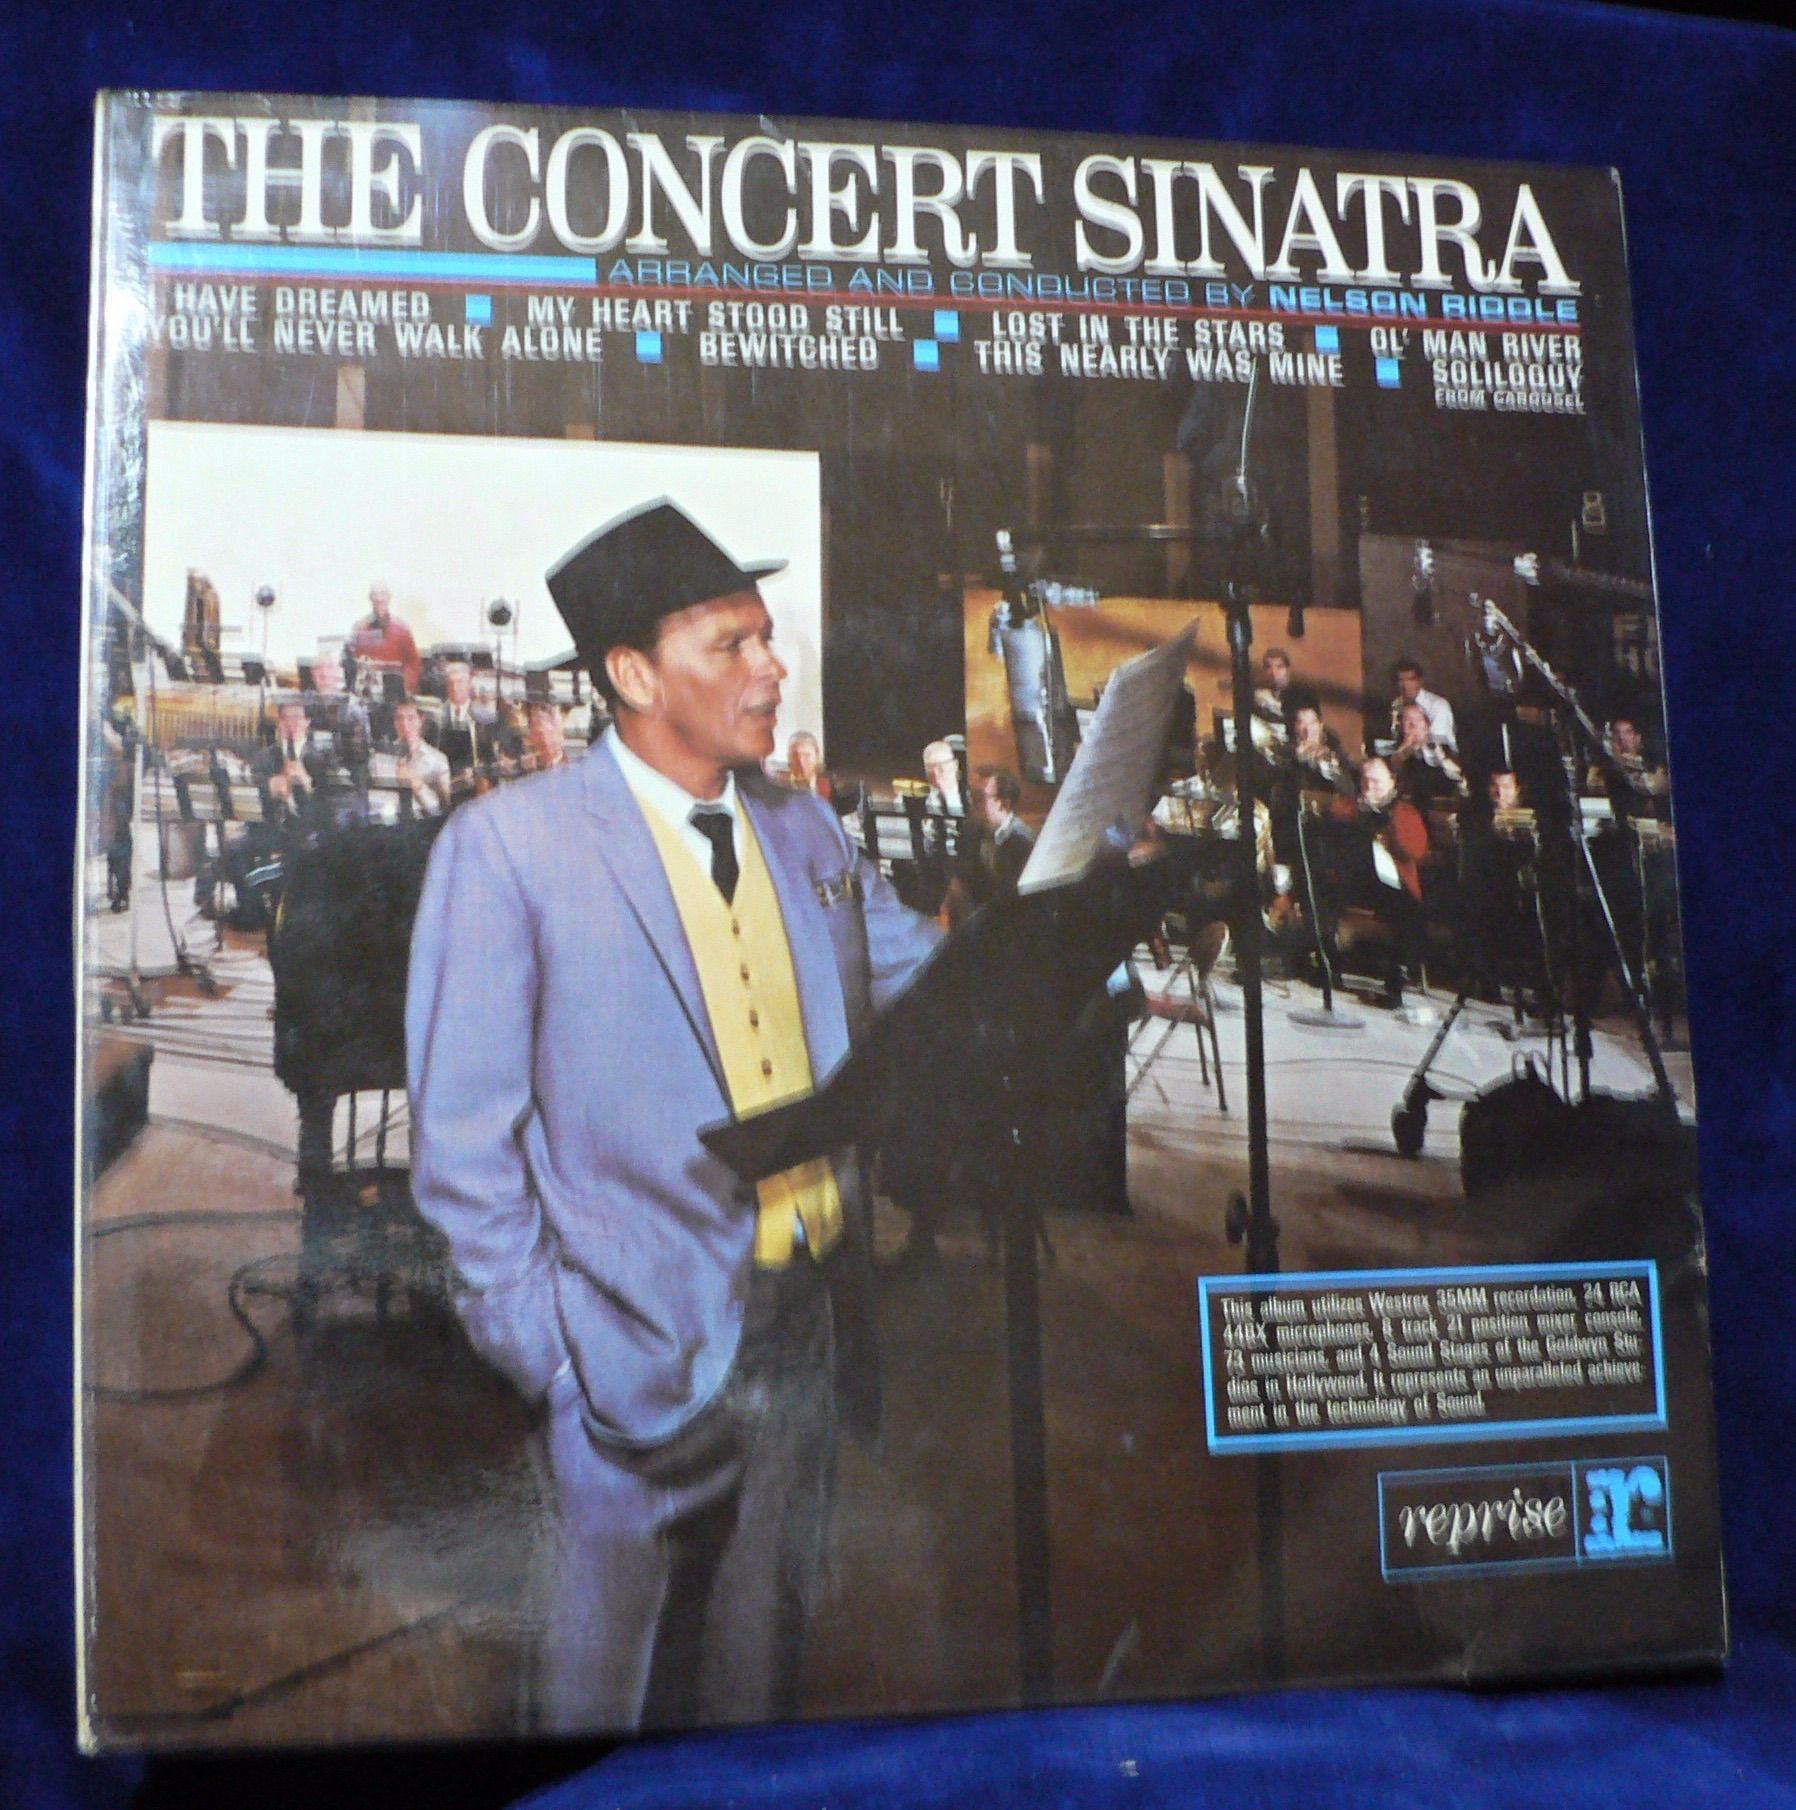 THE CONCERT SINATRA
ARRANGED AND CONDUCTED BY NELSON RIDDLE
I HAVE DREAMED ■ MY HEART STOOD STILL ■ LOST IN THE STARS ■ OL' MAN RIVER
YOU'LL NEVER WALK ALONE ■ BEWITCHED ■ THIS NEARLY WAS MINE ■ SOLILOQUY
FROM CAROUSEL
This album utilizes Westrex 35MM recordation, 24 RCA
44BX microphones, 8 track 21 position mixer console,
73 musicians, and 4 Sound Stages of the Goldwyn Stu-
dios in Hollywood. It represents an unparalleled achieve-
ment in the technology of Sound.
reprise r